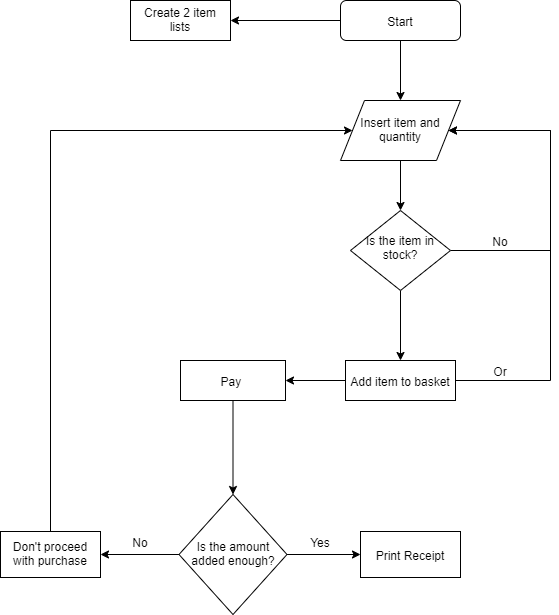 Create 2 item
lists
Start
Insert item and
quantity
Is the item in
stock?
No
Add item to basket
Or
Pay
Is the amount
added enough?
No
Yes
Don't proceed
with purchase
Print Receipt